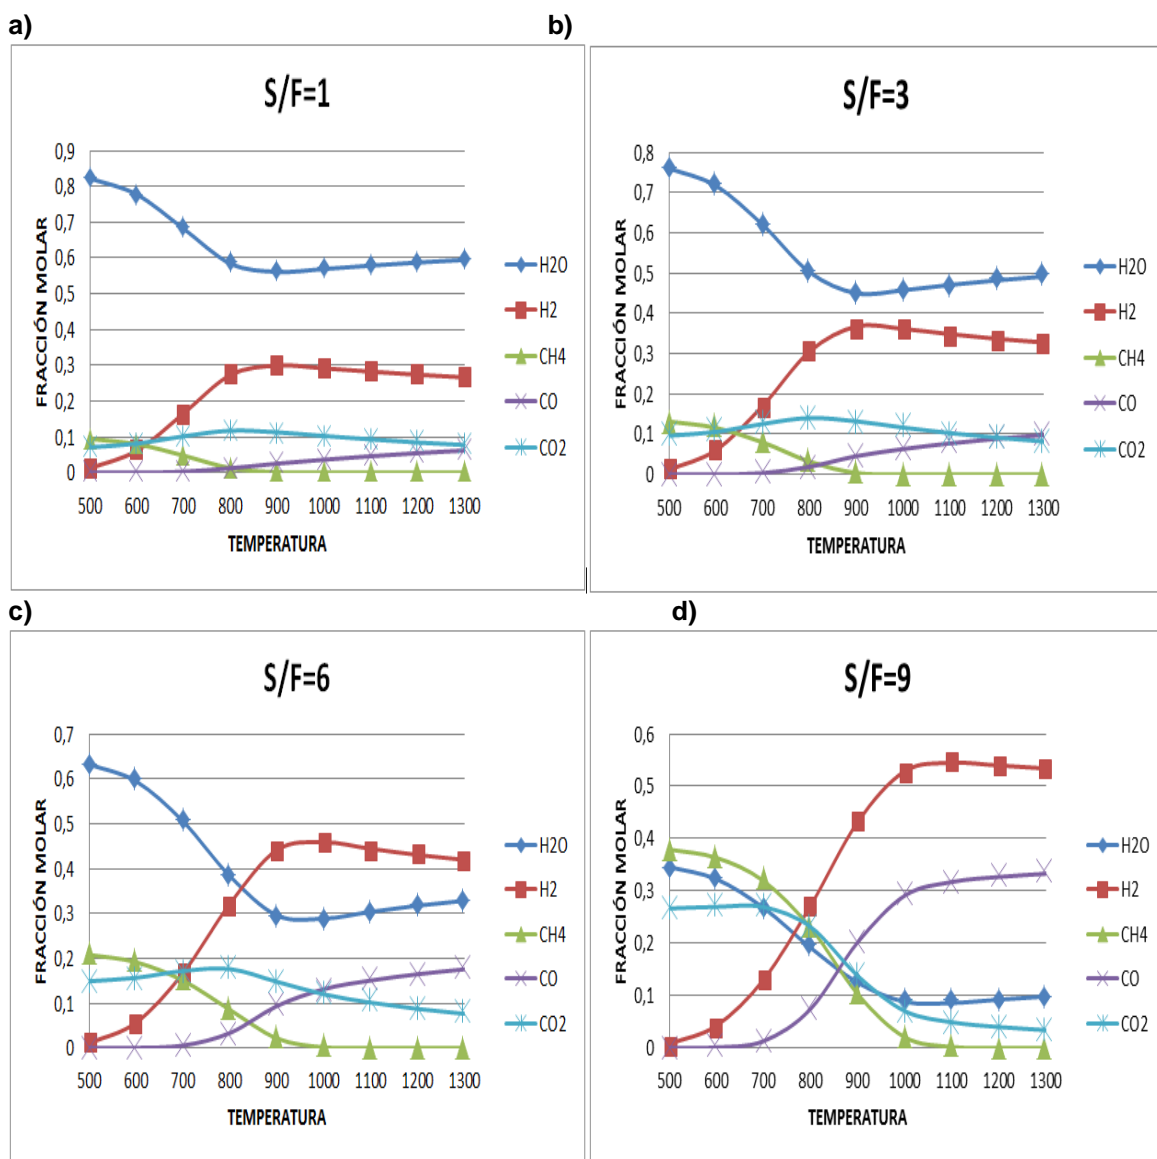 a)
b)
S/F=1
FRACCIÓN MOLAR
0,9
0,8
0,7
0,6
0,5
0,4
0,3
0,2
0,1
0
500 600 700 800 900 1000 1100 1200 1300
TEMPERATURA
H2O
H2
CH4
CO
CO2
S/F=3
FRACCIÓN MOLAR
0,8
0,7
0,6
0,5
0,4
0,3
0,2
0,1
0
500 600 700 800 900 1000 1100 1200 1300
TEMPERATURA
H2O
H2
CH4
CO
CO2
c)
d)
S/F=6
FRACCIÓN MOLAR
0,7
0,6
0,5
0,4
0,3
0,2
0,1
0
500 600 700 800 900 1000 1100 1200 1300
TEMPERATURA
H2O
H2
CH4
CO
CO2
S/F=9
FRACCIÓN MOLAR
0,6
0,5
0,4
0,3
0,2
0,1
0
500 600 700 800 900 1000 1100 1200 1300
TEMPERATURA
H2O
H2
CH4
CO
CO2